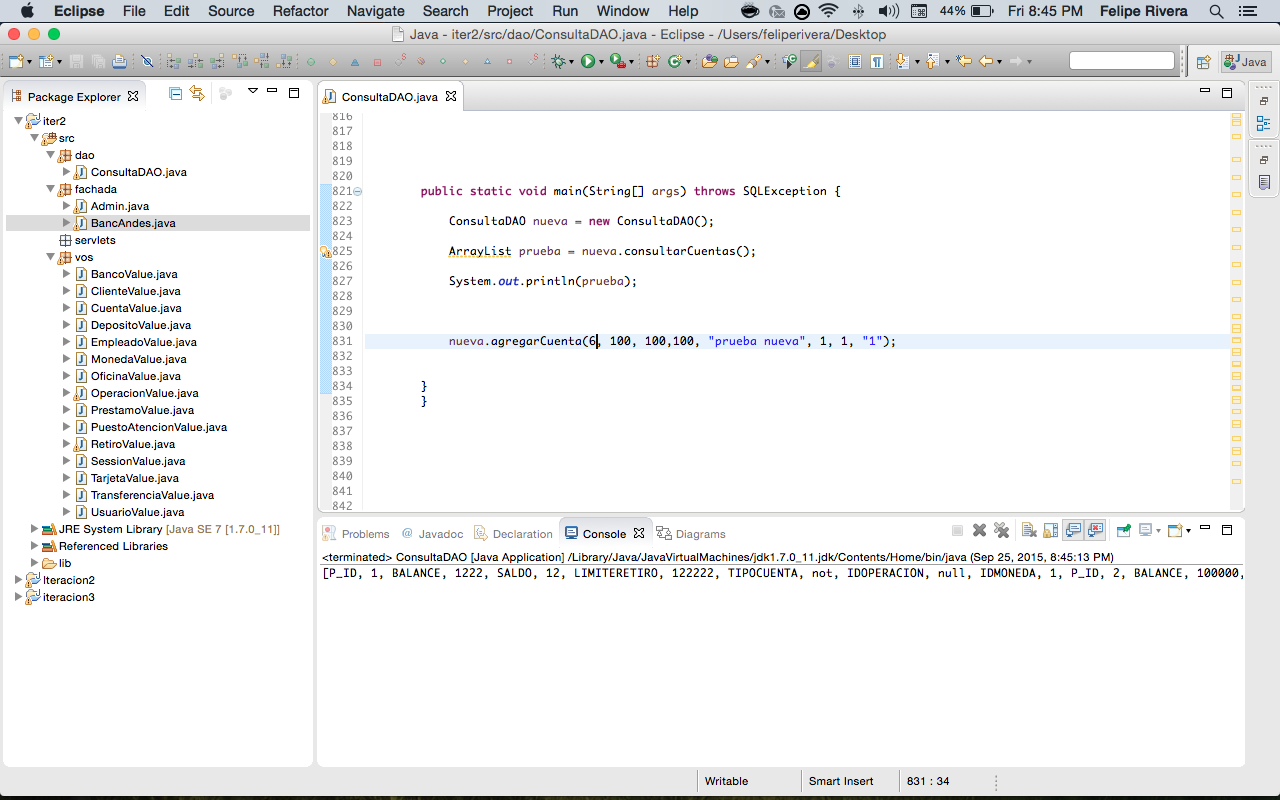 Eclipse File Edit Source Refactor Navigate Search Project Run Window Help 44% Fri 8:45 PM Felipe Rivera
Java - iter2/src/dao/ConsultaDAO.java - Eclipse - /Users/feliperivera/Desktop
Java
Package Explorer
iter2
src
dao
ConsultaDAO.java
fachada
Admin.java
BancAndes.java
servlets
vos
BancoValue.java
ClienteValue.java
CuentaValue.java
DepositoValue.java
EmpleadoValue.java
MonedaValue.java
OficinaValue.java
OperacionValue.java
PrestamoValue.java
PuestoAtencionValue.java
RetiroValue.java
SessionValue.java
TarjetaValue.java
TransferenciaValue.java
UsuarioValue.java
JRE System Library [Java SE 7 [1.7.0_11]]
Referenced Libraries
lib
Iteracion2
iteracion3
ConsultaDAO.java
816
817
818
819
820
821 public static void main(String[] args) throws SQLException {
822
823 ConsultaDAO nueva = new ConsultaDAO();
824
825 ArrayList prueba = nueva.consultarCuentas();
826
827 System.out.println(prueba);
828
829
830
831 nueva.agregarCuenta(6, 100, 100,100, "prueba nueva", 1, 1, "1");
832
833
834 }
835 }
836
837
838
839
840
841
842
Problems @ Javadoc Declaration Console Diagrams
<terminated> ConsultaDAO [Java Application] /Library/Java/JavaVirtualMachines/jdk1.7.0_11.jdk/Contents/Home/bin/java (Sep 25, 2015, 8:45:13 PM)
[P_ID, 1, BALANCE, 1222, SALDO, 12, LIMITERETIRO, 122222, TIPOCUENTA, not, IDOPERACION, null, IDMONEDA, 1, P_ID, 2, BALANCE, 100000,
Writable Smart Insert 831 : 34